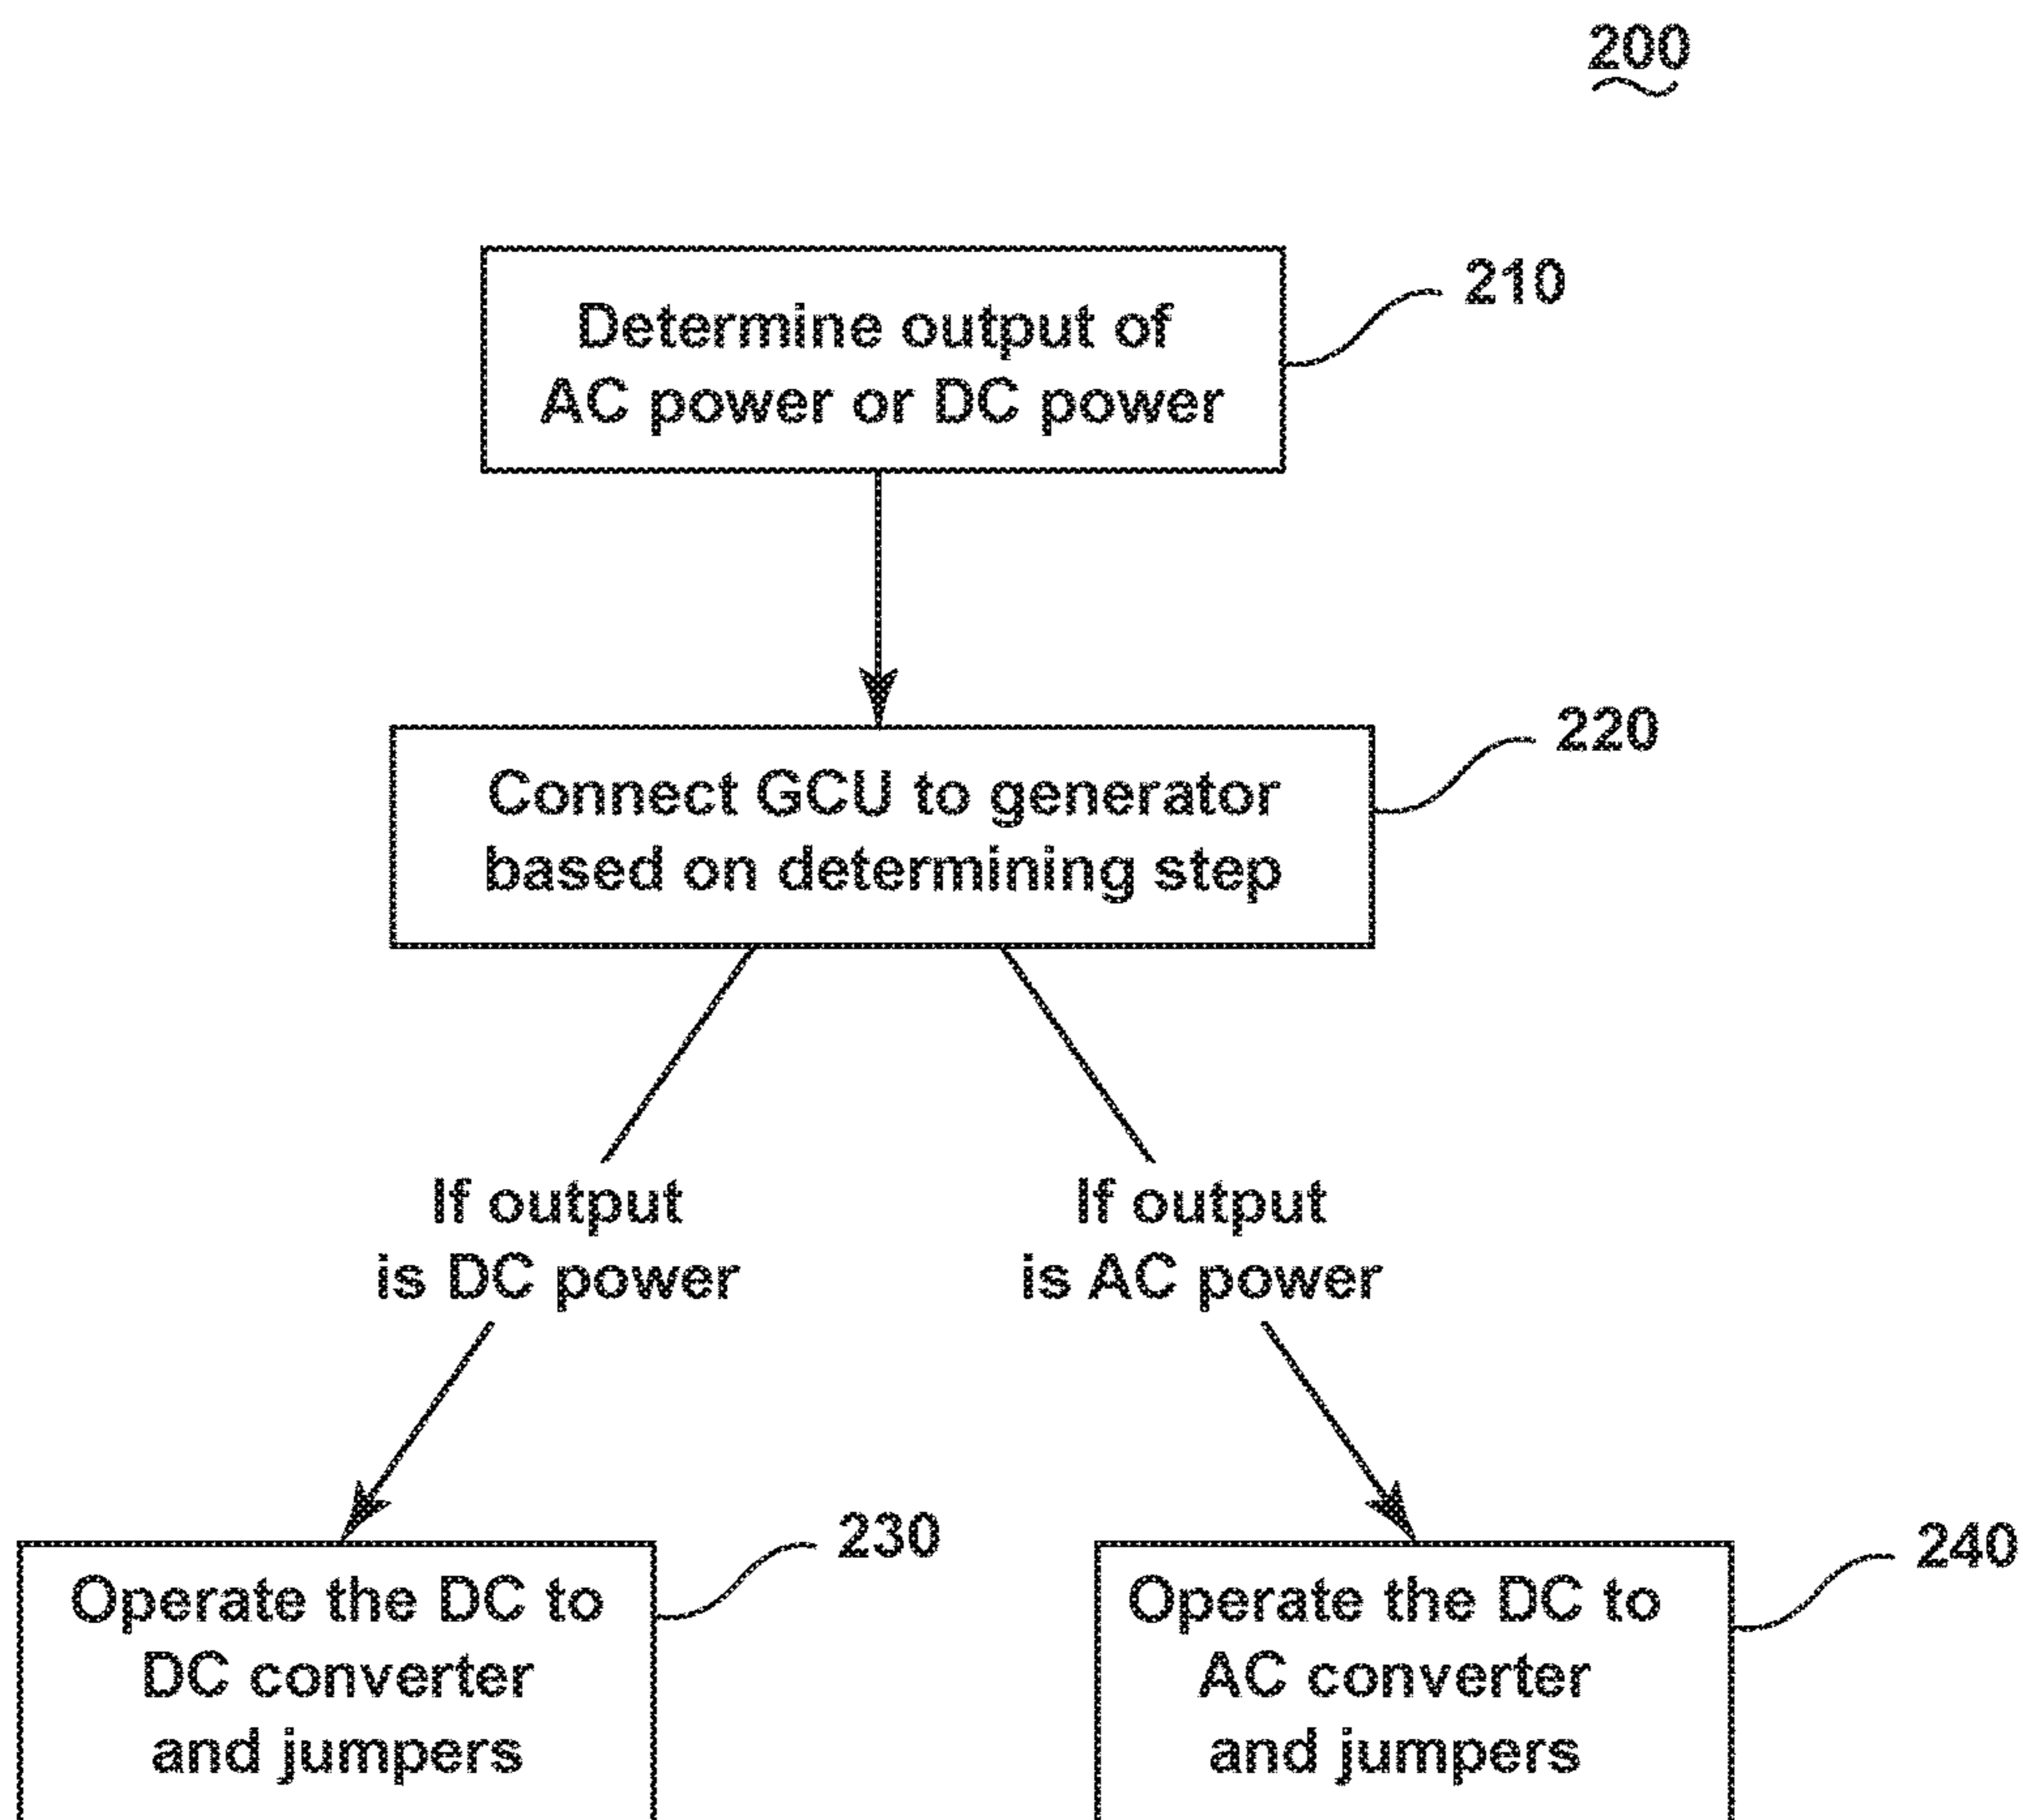 200
Determine output of
AC power or DC power
210
Connect GCU to generator
based on determining step
220
If output
is DC power
If output
is AC power
Operate the DC to
DC converter
and jumpers
230
Operate the DC to
AC converter
and jumpers
240